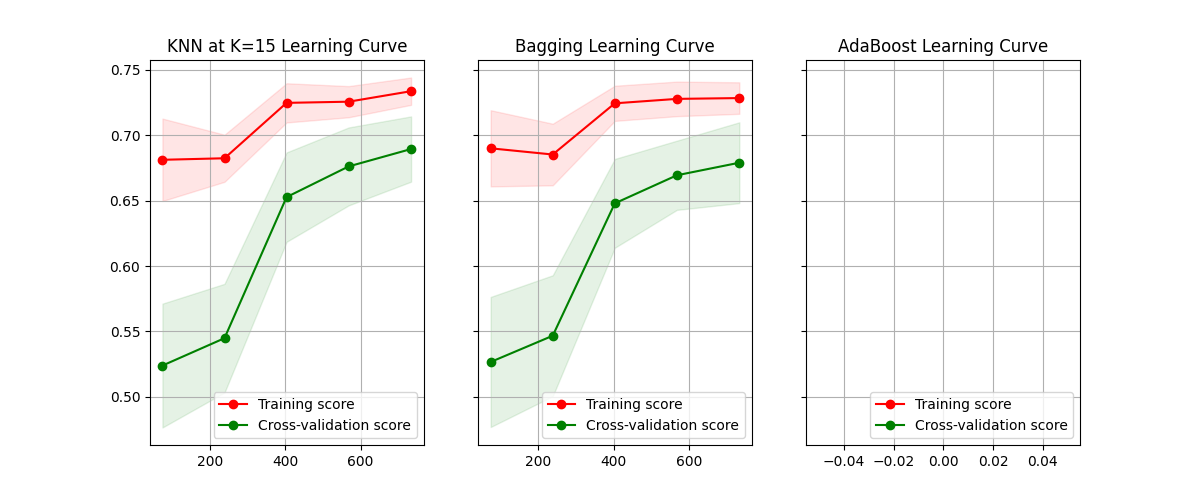 KNN at K=15 Learning Curve
0.75
0.70
0.65
0.60
0.55
0.50
200 400 600
Training score
Cross-validation score
Bagging Learning Curve
200 400 600
Training score
Cross-validation score
AdaBoost Learning Curve
−0.04 −0.02 0.00 0.02 0.04
Training score
Cross-validation score